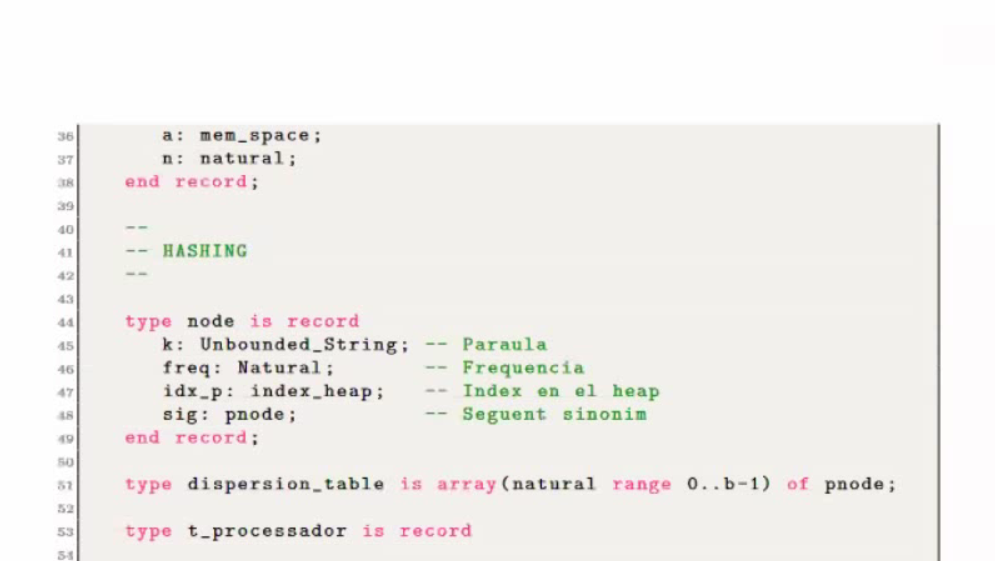 36 a: mem_space;
37 n: natural;
38 end record;
39
40 --
41 -- HASHING
42 --
43
44 type node is record
45 k: Unbounded_String; -- Paraula
46 freq: Natural; -- Frequencia
47 idx_p: index_heap; -- Index en el heap
48 sig: pnode; -- Seguent sinonim
49 end record;
50
51 type dispersion_table is array(natural range 0..b-1) of pnode;
52
53 type t_processador is record
54